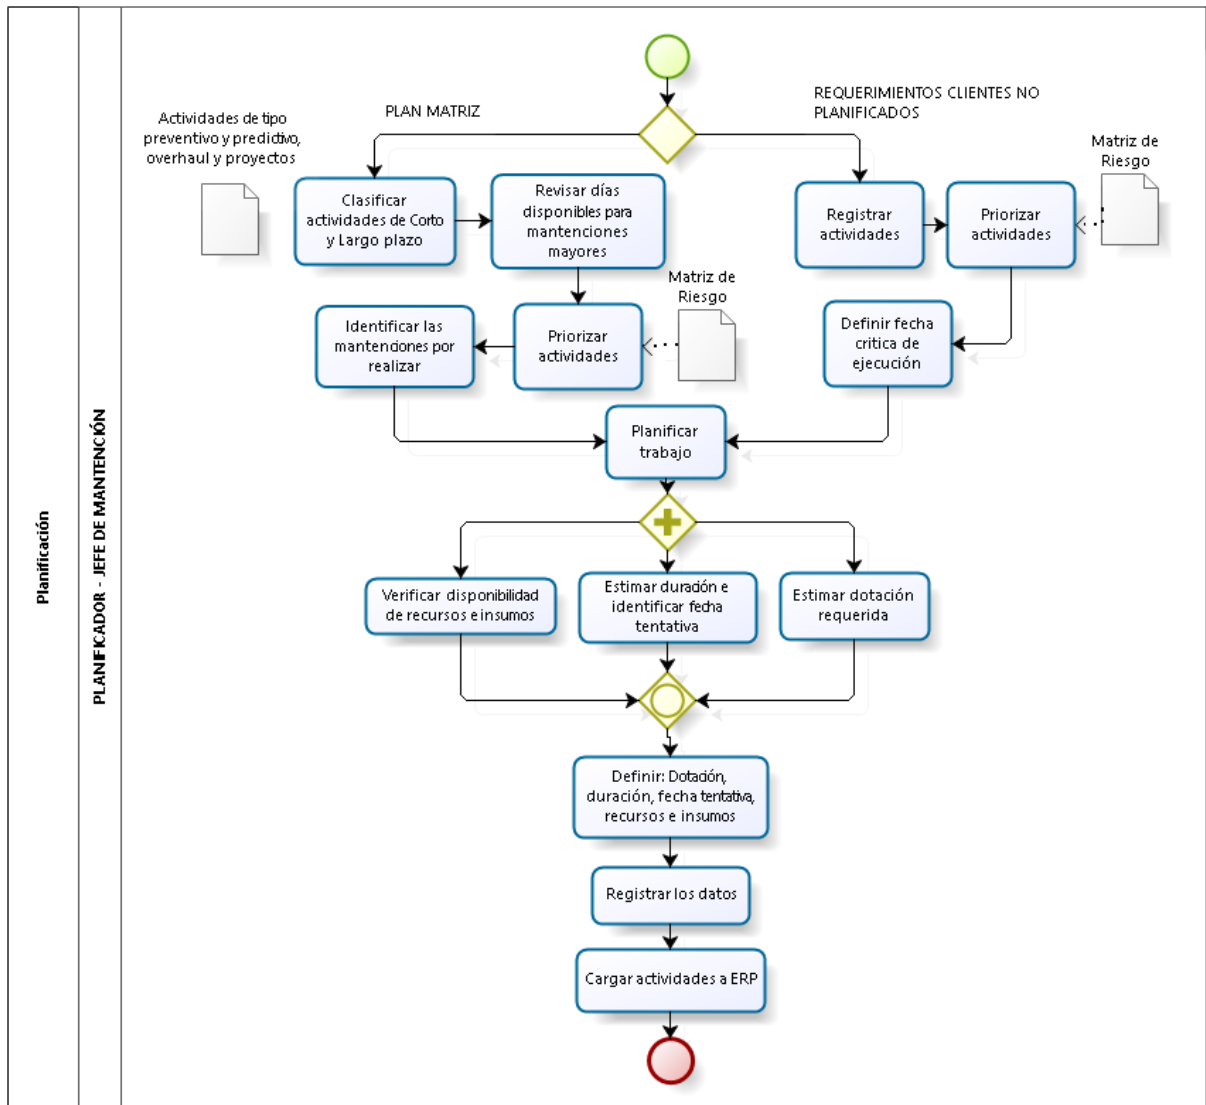 Planificación
PLANIFICADOR - JEFE DE MANTENCIÓN
PLAN MATRIZ
REQUERIMIENTOS CLIENTES NO
PLANIFICADOS
Actividades de tipo
preventivo y predictivo,
overhaul y proyectos
Matriz de
Riesgo
Clasificar
actividades de Corto
y Largo plazo
Revisar días
disponibles para
mantenciones
mayores
Registrar
actividades
Priorizar
actividades
Matriz de
Riesgo
Identificar las
mantenciones por
realizar
Priorizar
actividades
Definir fecha
critica de
ejecución
Planificar
trabajo
Verificar disponibilidad
de recursos e insumos
Estimar duración e
identificar fecha
tentativa
Estimar dotación
requerida
Definir: Dotación,
duración, fecha tentativa,
recursos e insumos
Registrar los datos
Cargar actividades a ERP